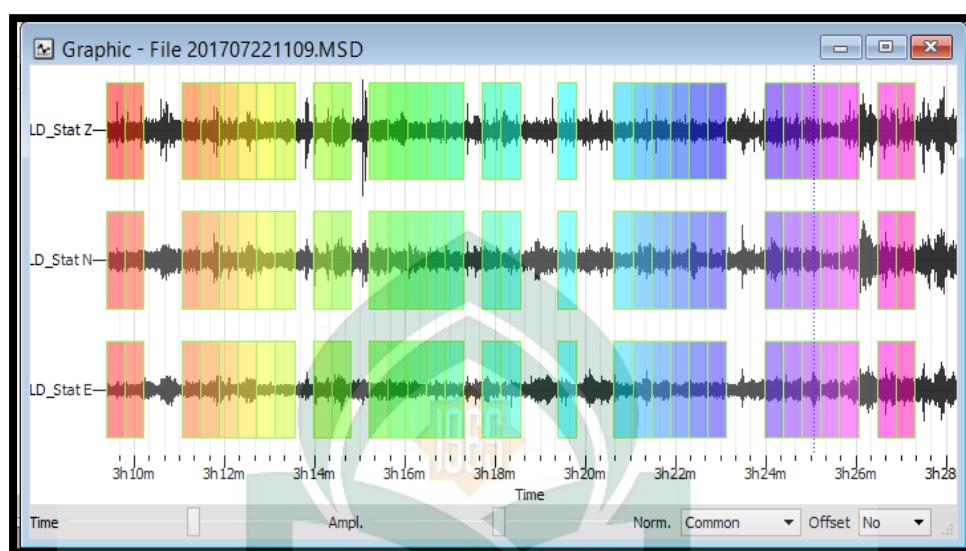 Graphic - File 201707221109.MSD
LD_Stat Z
LD_Stat N
LD_Stat E
3h10m 3h12m 3h14m 3h16m 3h18m 3h20m 3h22m 3h24m 3h26m 3h28
Time
Time Ampl. Norm. Common Offset No
1965